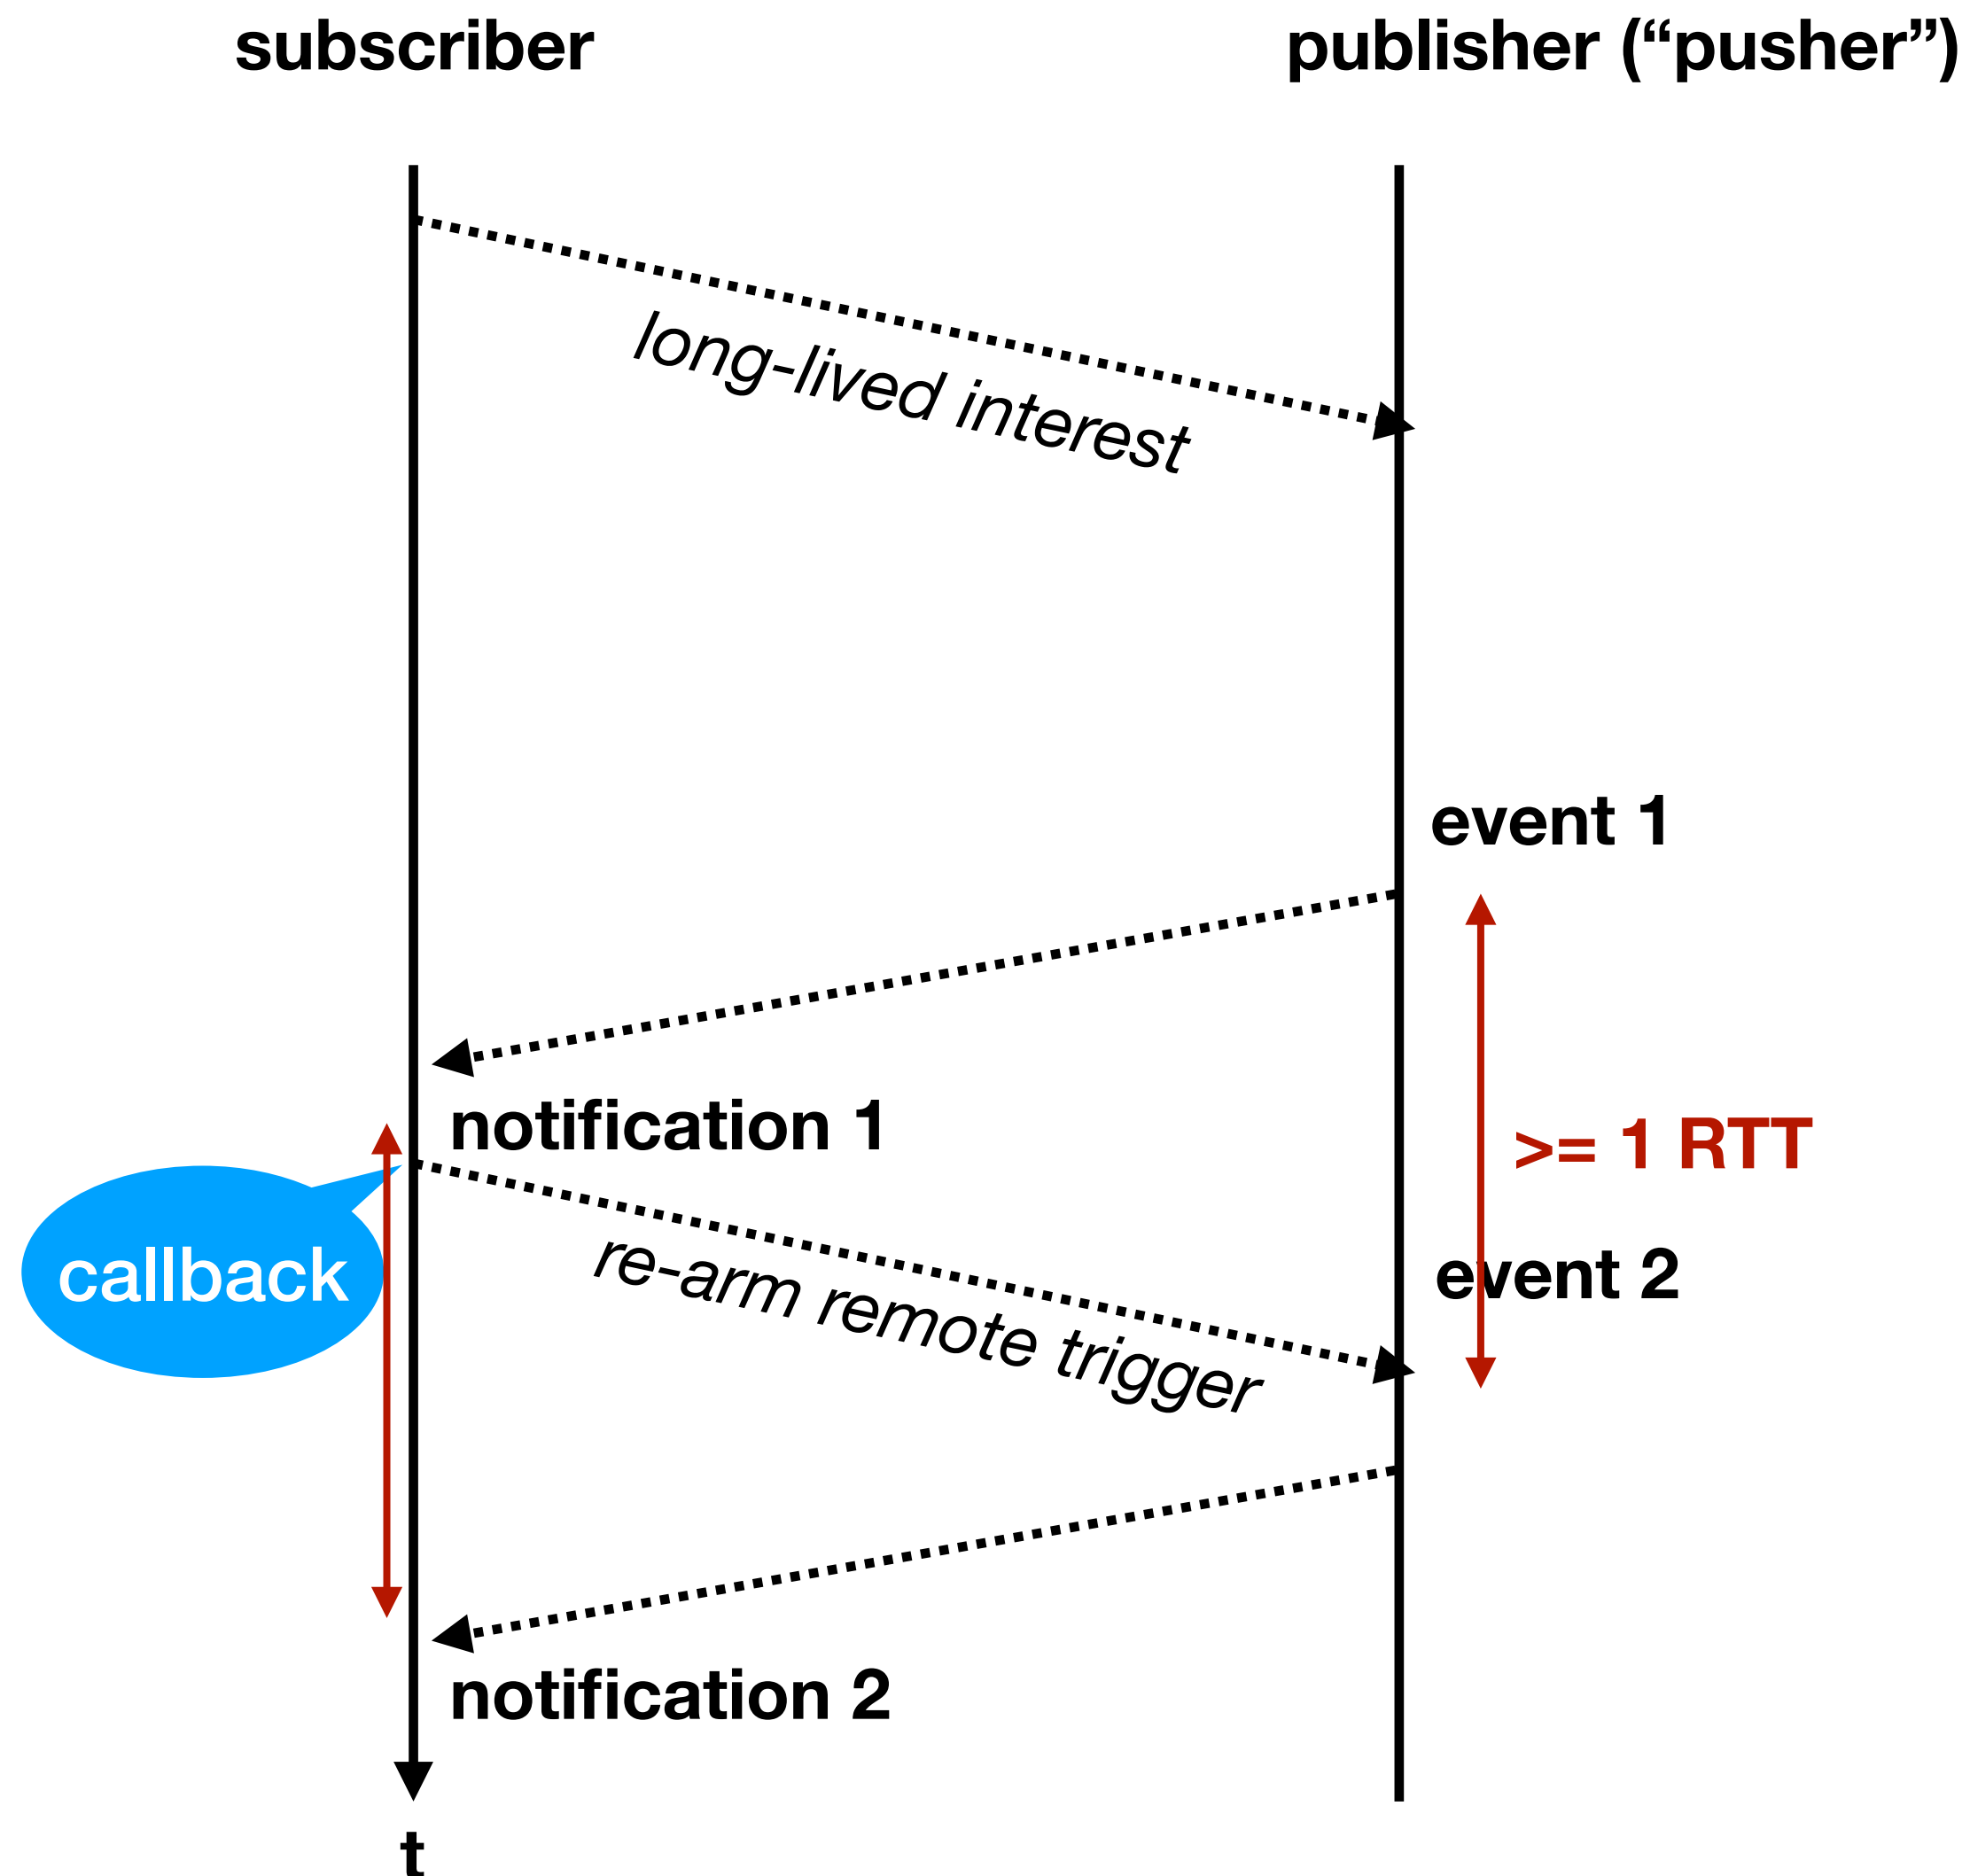 subscriber
publisher (“pusher”)
long-lived interest
event 1
notification 1
>= 1 RTT
callback
re-arm remote trigger
event 2
notification 2
t